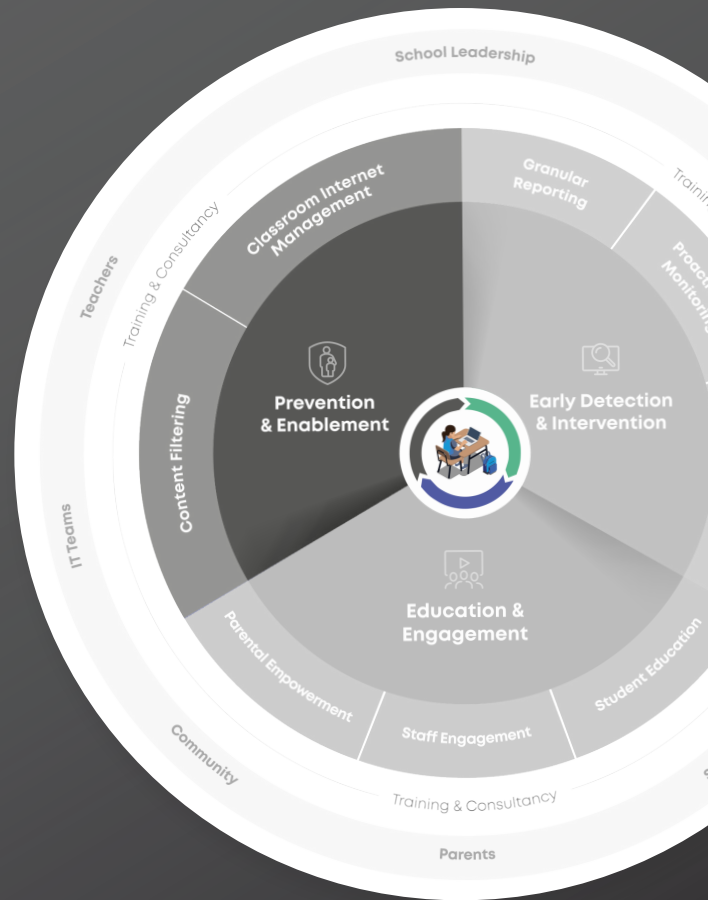 School Leadership
Teachers
IT Teams
Community
Parents
Training & Consultancy
Classroom Internet
Management
Content Filtering
Prevention
& Enablement
Granular
Reporting
Early Detection
& Intervention
Education &
Engagement
Parental Empowerment
Staff Engagement
Student Education
Training & Consultancy